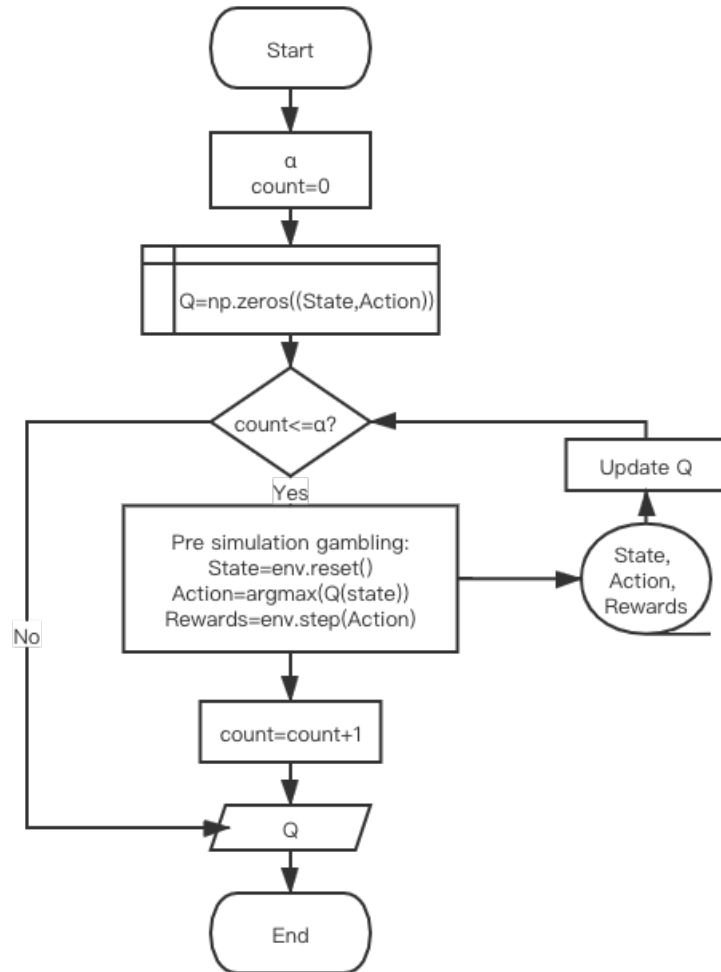 Start
α
count=0
Q=np.zeros((State,Action))
count<=α?
Update Q
Yes
Pre simulation gambling:
State=env.reset()
Action=argmax(Q(state))
Rewards=env.step(Action)
State,
Action,
Rewards
No
count=count+1
Q
End